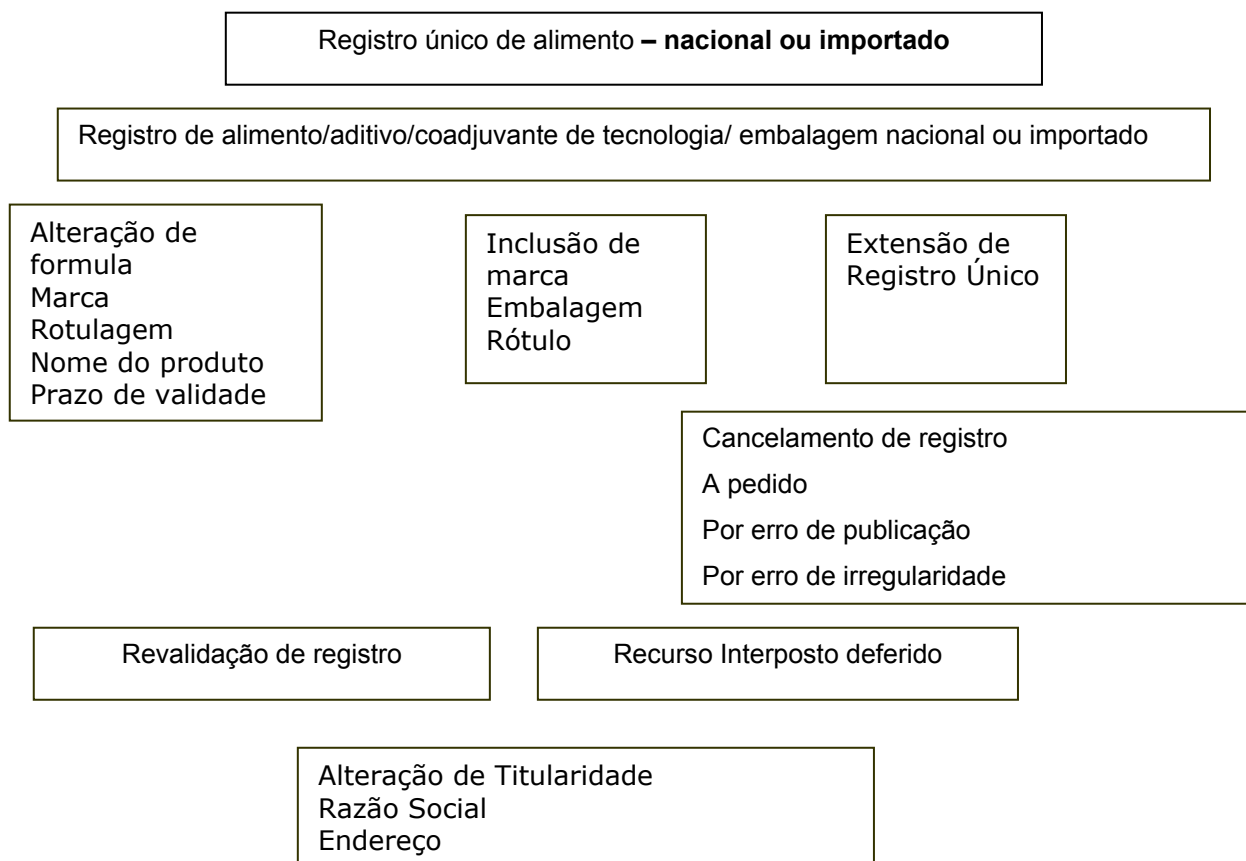 Registro único de alimento – nacional ou importado
Registro de alimento/aditivo/coadjuvante de tecnologia/ embalagem nacional ou importado
Alteração de
formula
Marca
Rotulagem
Nome do produto
Prazo de validade
Inclusão de
marca
Embalagem
Rótulo
Extensão de
Registro Único
Cancelamento de registro
A pedido
Por erro de publicação
Por erro de irregularidade
Revalidação de registro
Recurso Interposto deferido
Alteração de Titularidade
Razão Social
Endereço